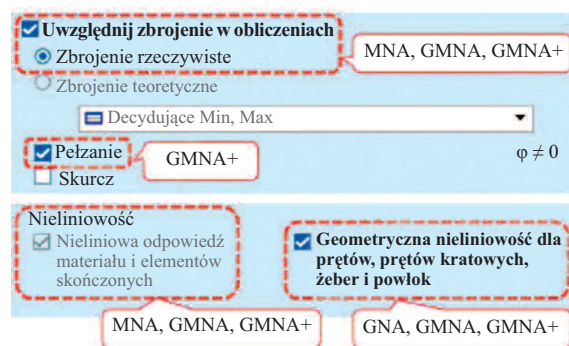 Uwzględnij zbrojenie w obliczeniach
Zbrojenie rzeczywiste
MNA, GMNA, GMNA+
Zbrojenie teoretyczne
Decydujące Min, Max
Pełzanie
GMNA+
φ ≠ 0
Skurcz
Nieliniowość
Nieliniowa odpowiedź
materiału i elementów
skończonych
Geometryczna nieliniowość dla
prętów, prętów kratowych,
żeber i powłok
MNA, GMNA, GMNA+
GNA, GMNA, GMNA+